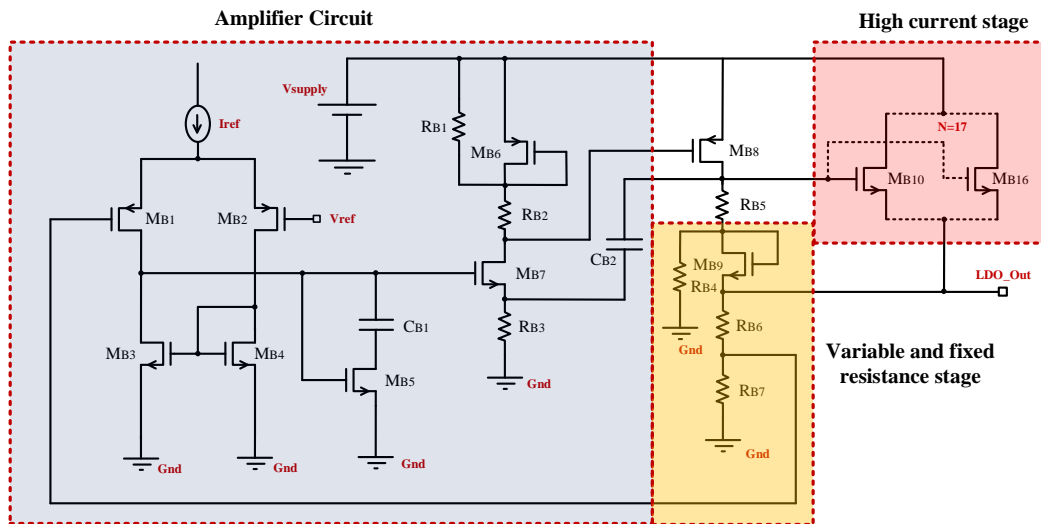 Amplifier Circuit
High current stage
Vsupply
Iref
RB1
MB6
N=17
MB8
MB10
MB16
MB1
MB2
Vref
RB2
RB5
CB2
MB7
MB9
RB4
LDO_Out
CB1
RB3
RB6
MB3
MB4
MB5
Gnd
Gnd
RB7
Variable and fixed
resistance stage
Gnd
Gnd
Gnd
Gnd